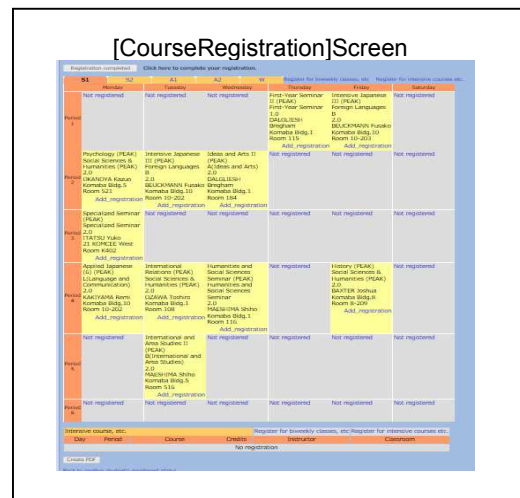 [CourseRegistration]Screen
Registration completed Click here to complete your registration.
S1 S2 A1 A2 W Register for biweekly classes, etc Register for intensive courses etc.
Monday Tuesday Wednesday Thursday Friday Saturday
Period 1
Not registered
Not registered
Not registered
First-Year Seminar
II (PEAK)
First-Year Seminar
1.0
DALGLIESH
Bregham
Komaba Bldg.1
Room 115
Add_registration
Intensive Japanese
III (PEAK)
Foreign Languages
B
2.0
BEUCKMANN Fusako
Komaba Bldg.10
Room 10-203
Add_registration
Not registered
Period 2
Psychology (PEAK)
Social Sciences &
Humanities (PEAK)
2.0
Komaba Bldg.5
Room 521
Add_registration
Intensive Japanese
III (PEAK)
Foreign Languages
B
2.0
BEUCKMANN Fusako
Komaba Bldg.10
Room 10-202
Add_registration
Ideas and Arts II
(PEAK)
A(Ideas and Arts)
2.0
DALGLIESH
Bregham
Komaba Bldg.1
Room 184
Add_registration
Not registered
Not registered
Not registered
Period 3
Specialized Seminar
(PEAK)
Specialized Seminar
2.0
ITATSU Yuko
21 KOMCEE West
Room K402
Add_registration
Not registered
Not registered
Not registered
Not registered
Not registered
Period 4
Applied Japanese
(6) (PEAK)
L(Language and
Communication)
2.0
KAKIYAMA Remi
Komaba Bldg.10
Room 10-202
Add_registration
International
Relations (PEAK)
Social Sciences &
Humanities (PEAK)
2.0
OZAWA Toshiro
Komaba Bldg.1
Room 108
Add_registration
Humanities and
Social Sciences
Seminar (PEAK)
Humanities and
Social Sciences
Seminar
2.0
MAESHIMA Shiho
Komaba Bldg.1
Room 116
Add_registration
Not registered
History (PEAK)
Social Sciences &
Humanities (PEAK)
2.0
BAXTER Joshua
Komaba Bldg.8
Room 8-209
Add_registration
Not registered
Period 5
Not registered
International and
Area Studies II
(PEAK)
B(International and
Area Studies)
2.0
MAESHIMA Shiho
Komaba Bldg.5
Room 516
Add_registration
Not registered
Not registered
Not registered
Not registered
Period 6
Not registered
Not registered
Not registered
Not registered
Not registered
Not registered
Intensive course, etc. Register for biweekly classes, etc Register for intensive courses etc.
Day Period Course Credits Instructor Classroom
No registration
Create PDF